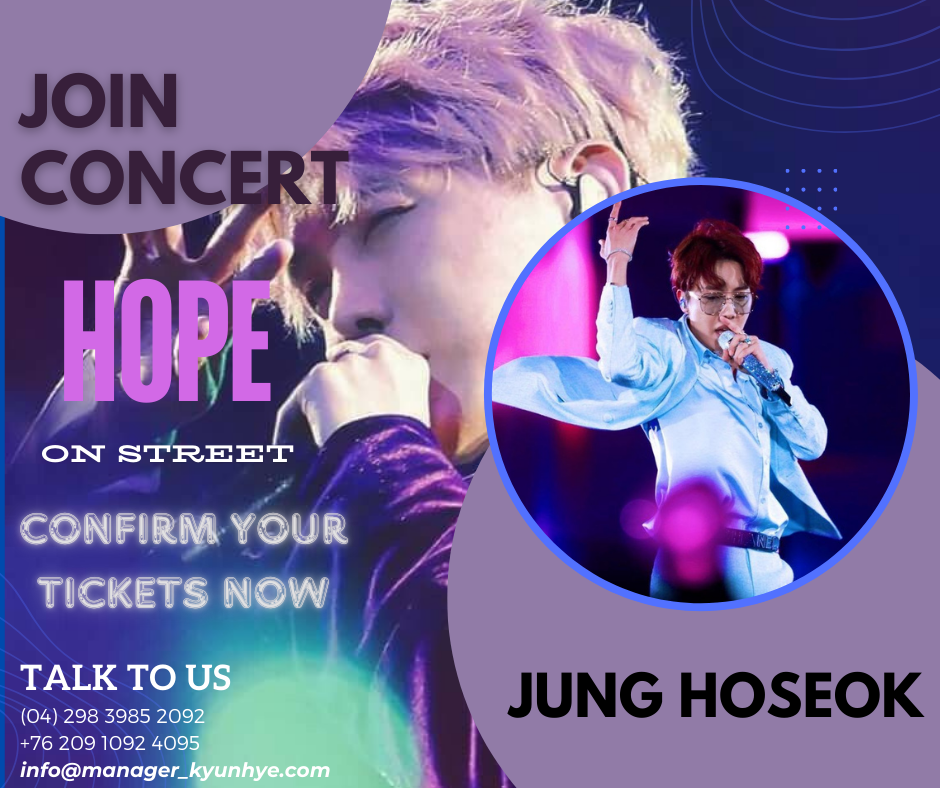 JOIN
CONCERT
HOPE
ON STREET
CONFIRM YOUR
TICKETS NOW
TALK TO US
(04) 298 3985 2092
+76 209 1092 4095
info@manager_kyunhye.com
JUNG HOSEOK